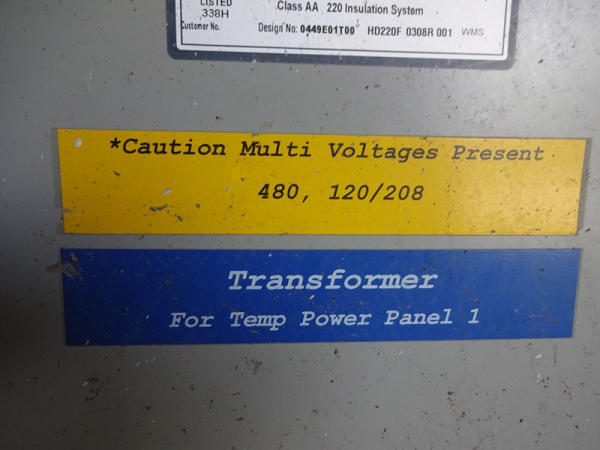 LISTED
338H
Class AA 220 Insulation System
Customer No. Design No: 0449E01T00 HD220F 0308R 001 WMS
*Caution Multi Voltages Present
480, 120/208
Transformer
For Temp Power Panel 1